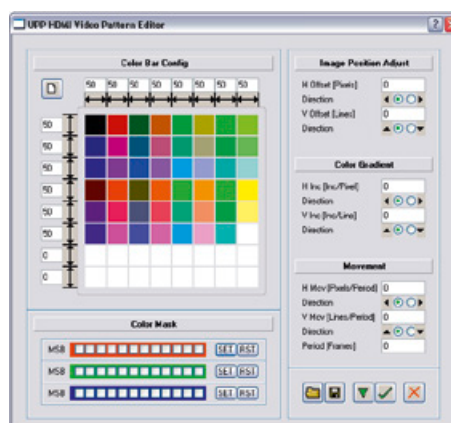 UPP HDMI Video Pattern Editor
Color Bar Config
50 50 50 50 50 50 50 50
50
50
50
50
50
50
0
0
Color Mask
MSB SET RST
MSB SET RST
MSB SET RST
Image Position Adjust
H Offset [Pixels] 0
Direction
V Offset [Lines] 0
Direction
Color Gradient
H Inc [Inc/Pixel] 0
Direction
V Inc [Inc/Line] 0
Direction
Movement
H Mov [Pixels/Period] 0
Direction
V Mov [Lines/Period] 0
Direction
Period [Frames] 0